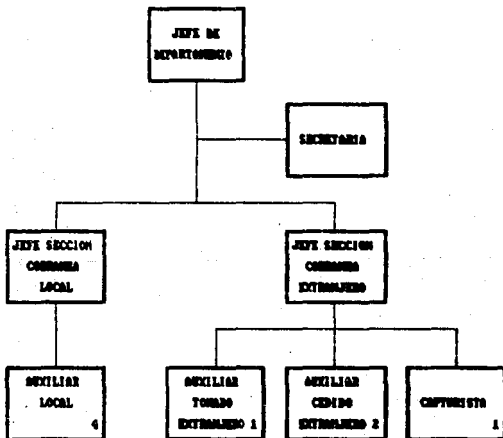 JEFE DE
DEPARTAMENTO
SECRETARIA
JEFE SECCION
COBRANZA
LOCAL
JEFE SECCION
COBRANZA
EXTRANJERO
AUXILIAR
LOCAL
4
AUXILIAR
TOMADO
EXTRANJERO 1
AUXILIAR
CEDIDO
EXTRANJERO 2
CAPTURISTA
1